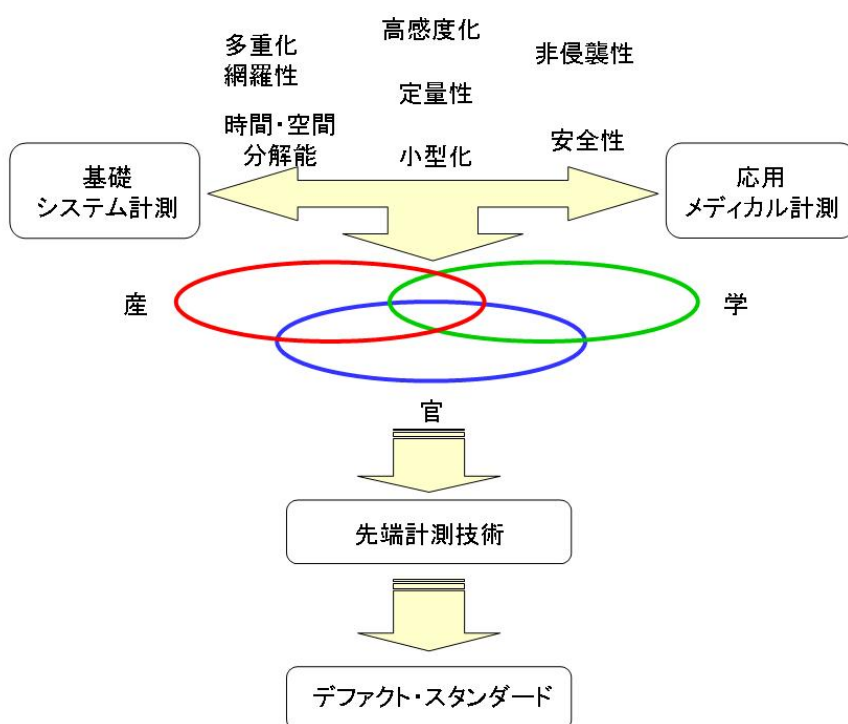 高感度化
多重化
網羅性
非侵襲性
定量性
時間・空間
分解能
小型化
安全性
基礎
システム計測
応用
メディカル計測
産
学
官
先端計測技術
デファクト・スタンダード